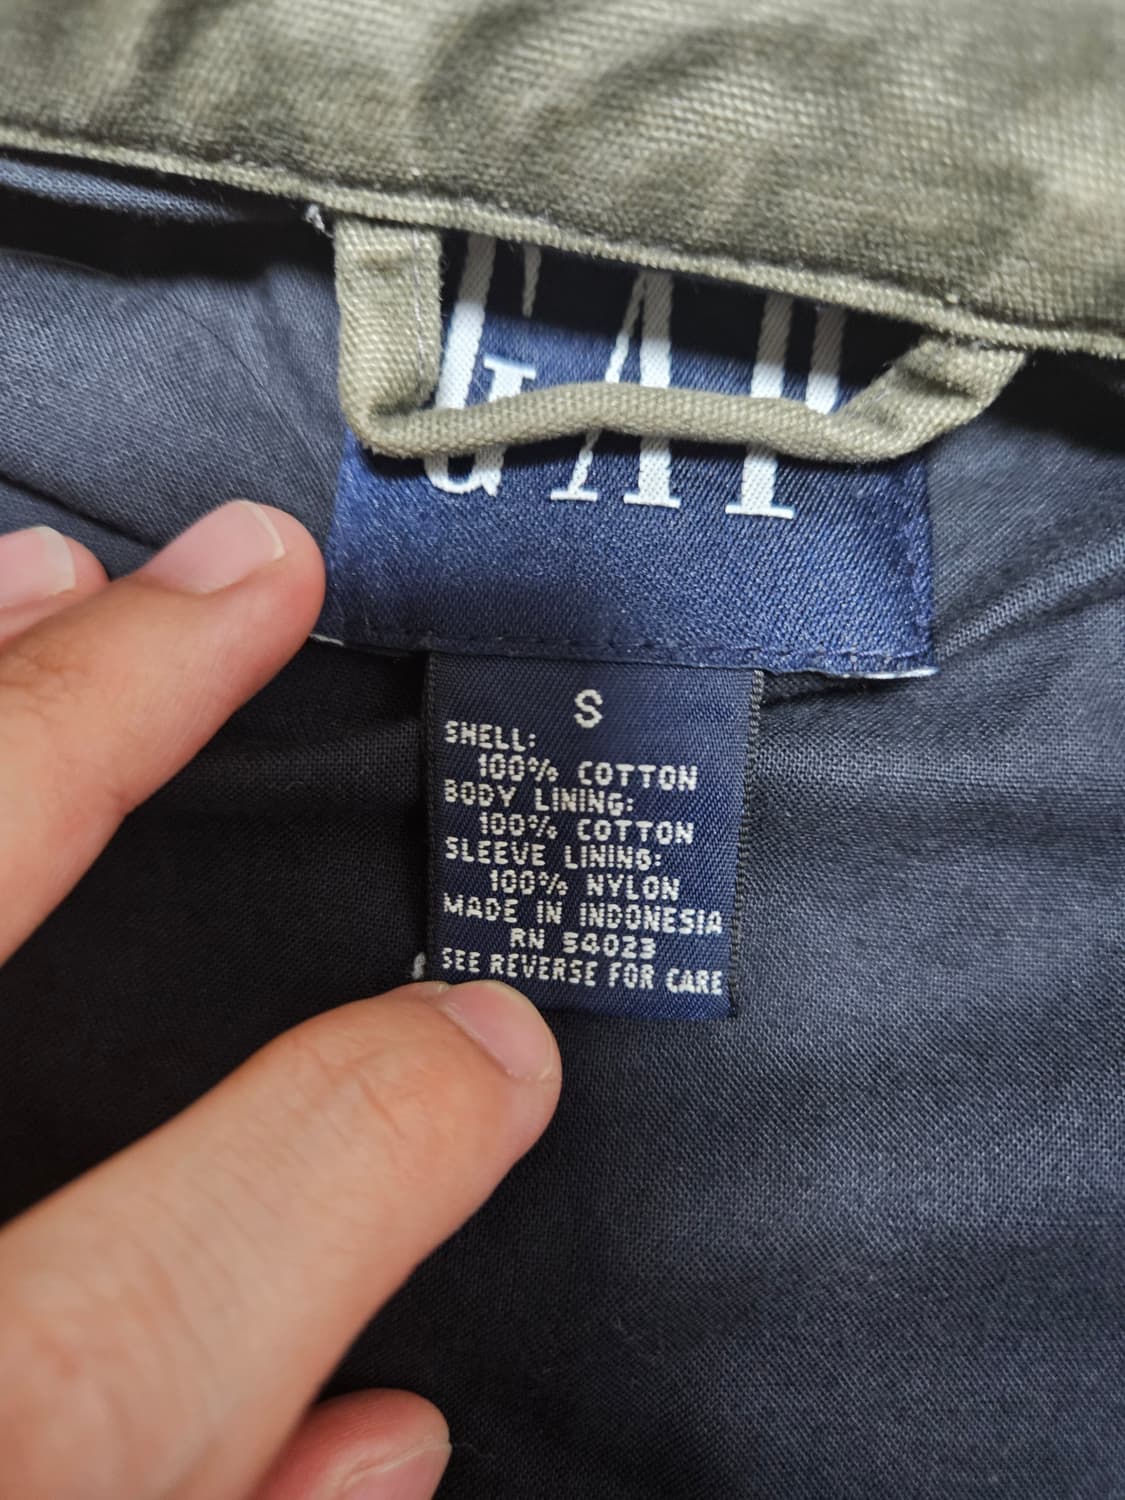 GAP
S
SHELL:
100% COTTON
BODY LINING:
100% COTTON
SLEEVE LINING:
100% NYLON
MADE IN INDONESIA
RN 54023
SEE REVERSE FOR CARE